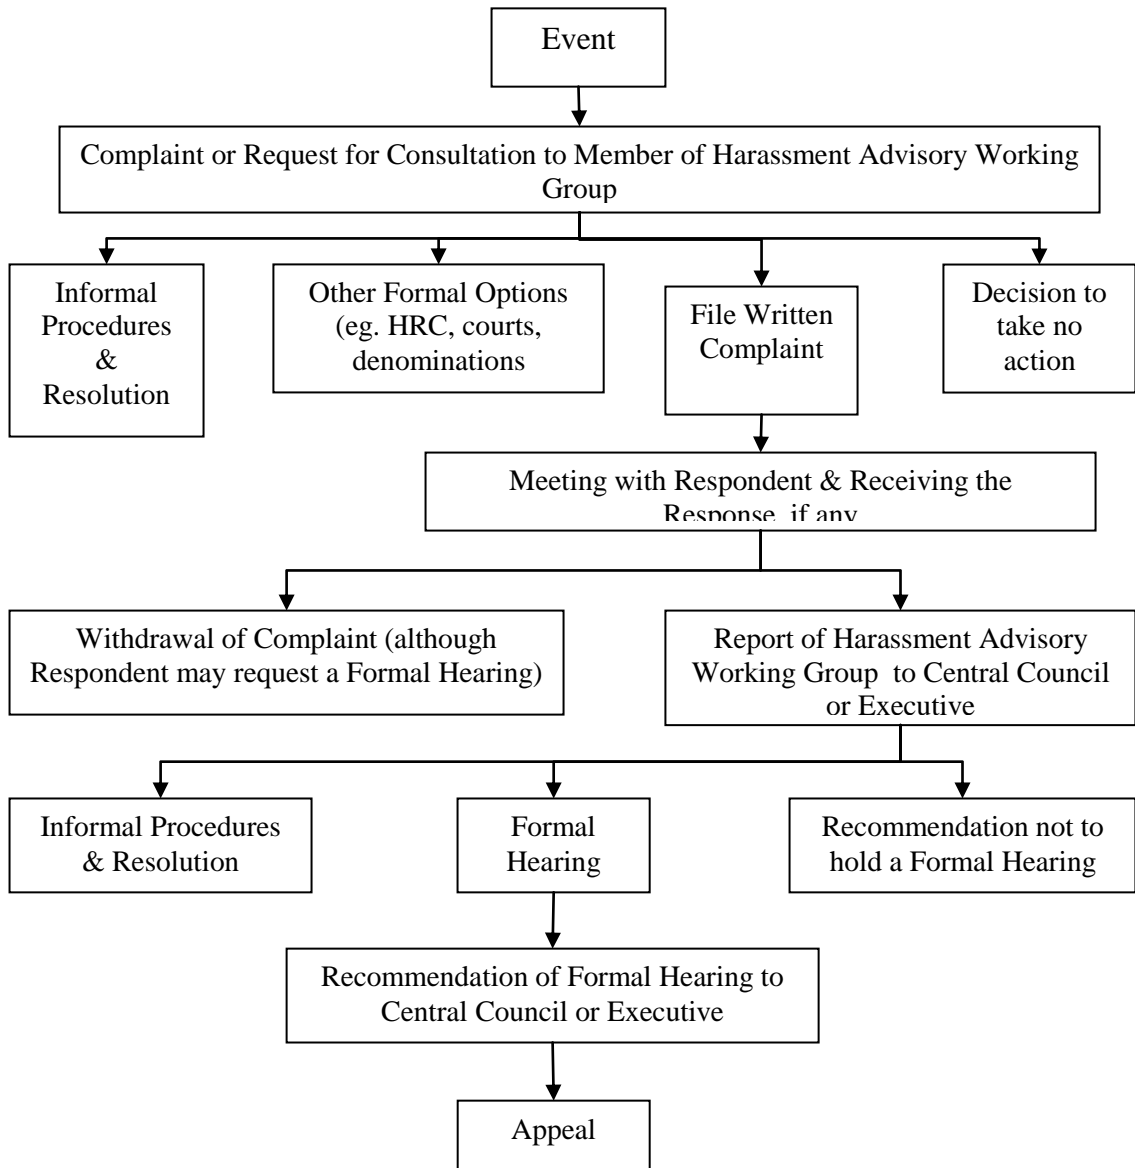 Event
Complaint or Request for Consultation to Member of Harassment Advisory Working
Group
Informal
Procedures
&
Resolution
Other Formal Options
(eg. HRC, courts,
denominations
File Written
Complaint
Decision to
take no
action
Meeting with Respondent & Receiving the
Response, if any
Withdrawal of Complaint (although
Respondent may request a Formal Hearing)
Report of Harassment Advisory
Working Group to Central Council
or Executive
Informal Procedures
& Resolution
Formal
Hearing
Recommendation not to
hold a Formal Hearing
Recommendation of Formal Hearing to
Central Council or Executive
Appeal